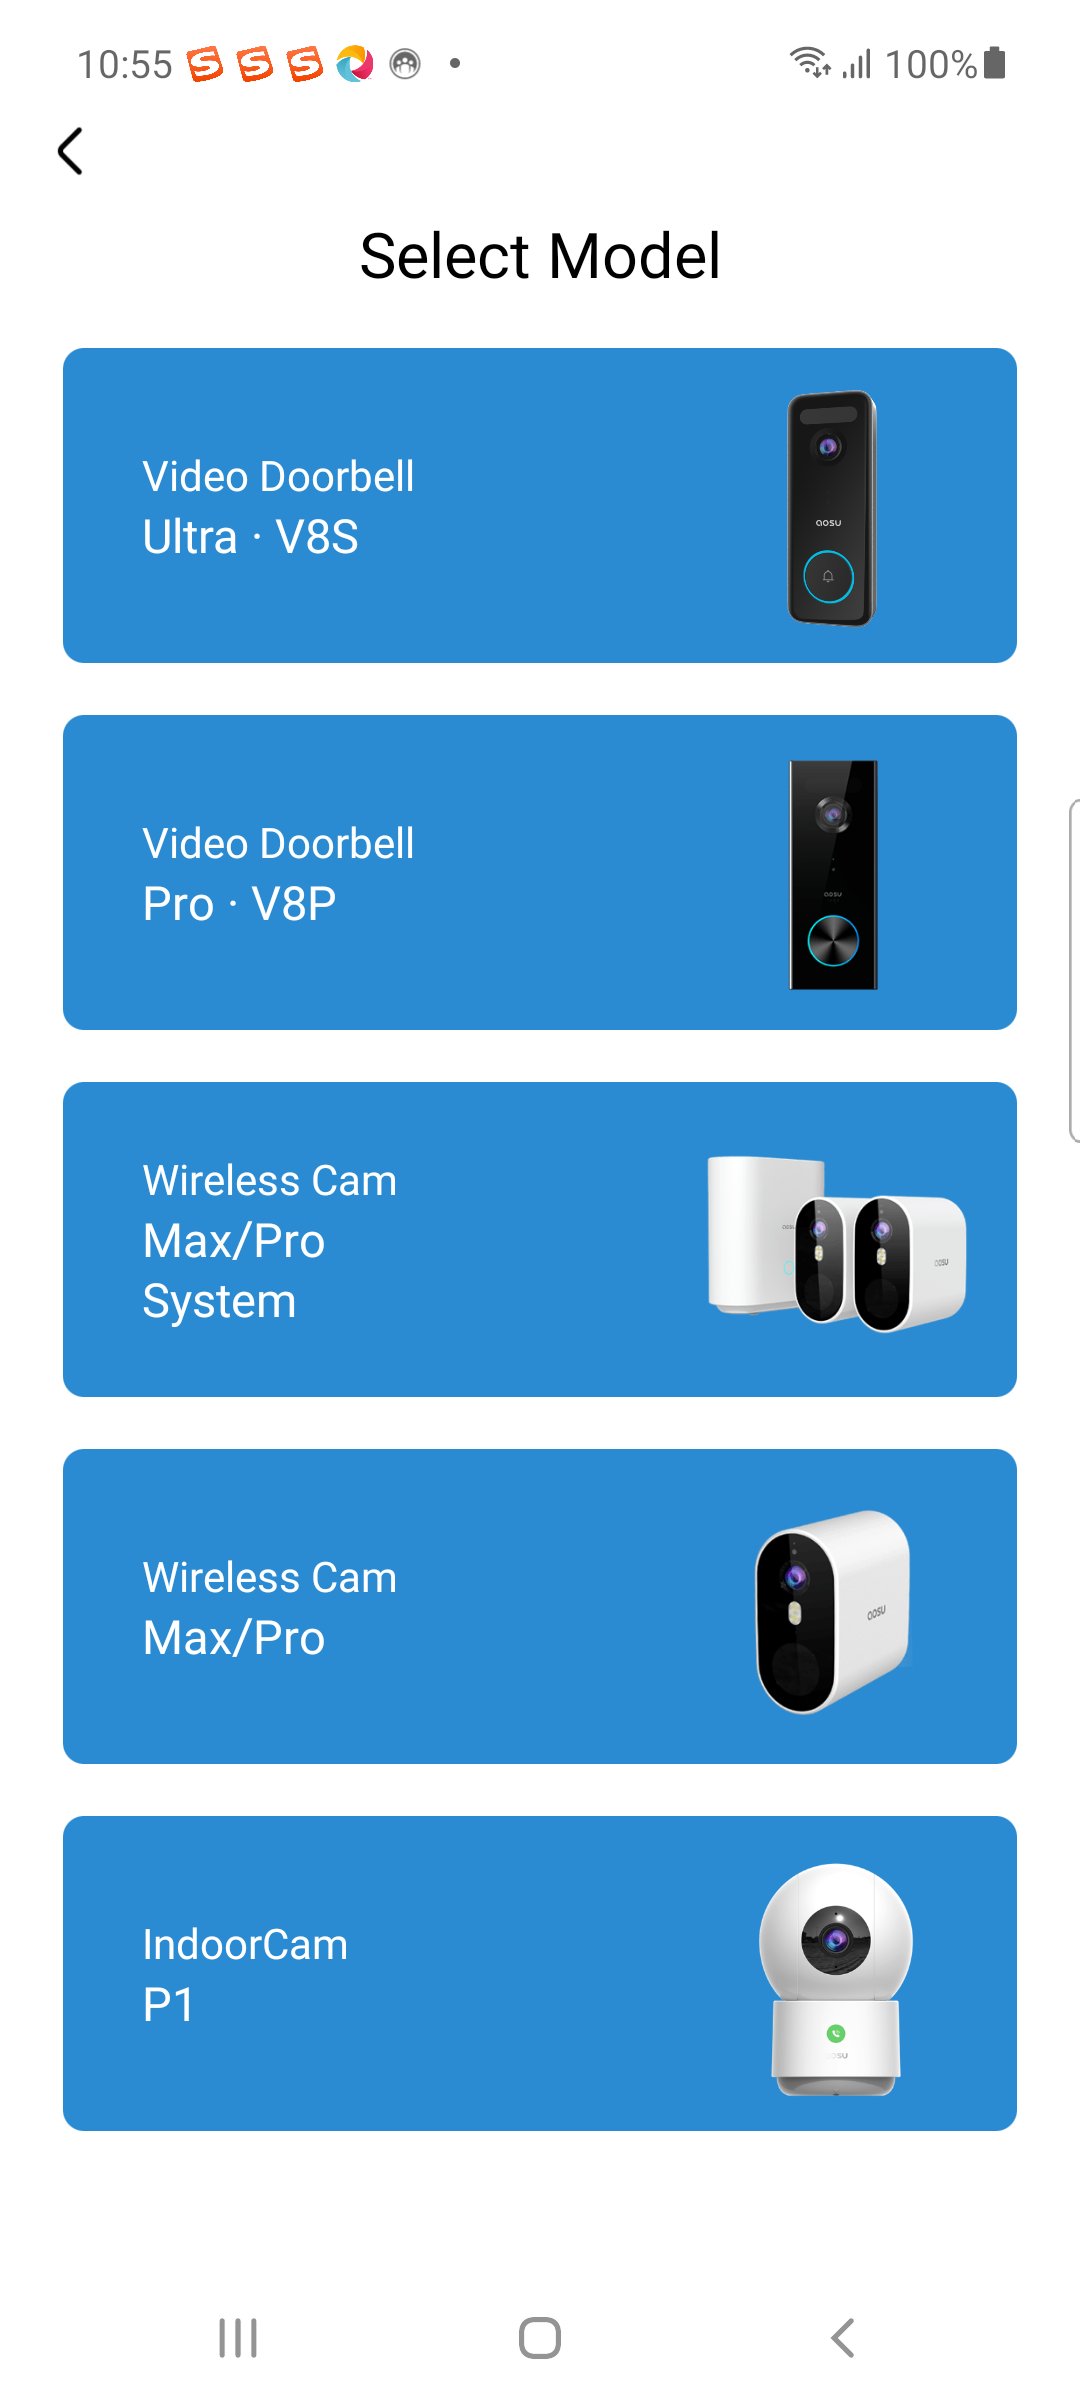 10:55
100%
Select Model
Video Doorbell
Ultra · V8S
aosu
Video Doorbell
Pro · V8P
aosu
Wireless Cam
Max/Pro
System
aosu
Wireless Cam
Max/Pro
aosu
IndoorCam
P1